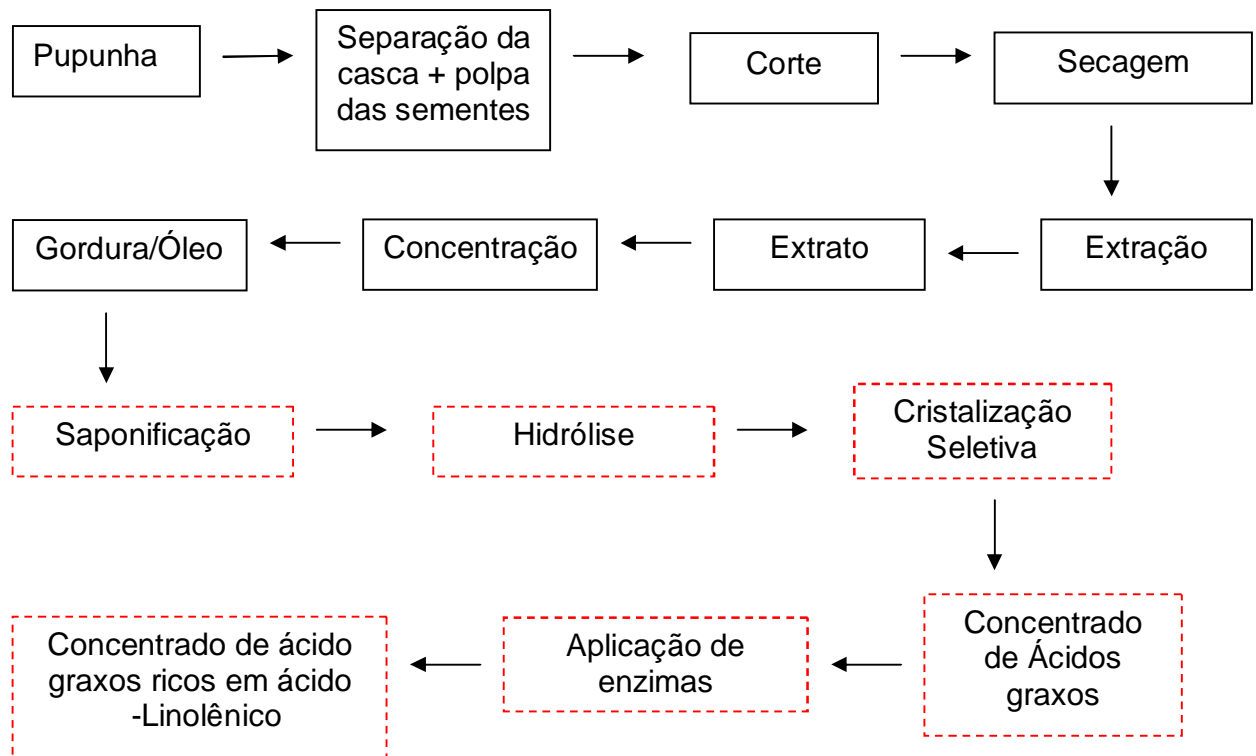 Pupunha
Separação da
casca + polpa
das sementes
Corte
Secagem
Gordura/Óleo
Concentração
Extrato
Extração
Saponificação
Hidrólise
Cristalização
Seletiva
Concentrado de ácido
graxos ricos em ácido
-Linolênico
Aplicação de
enzimas
Concentrado
de Ácidos
graxos